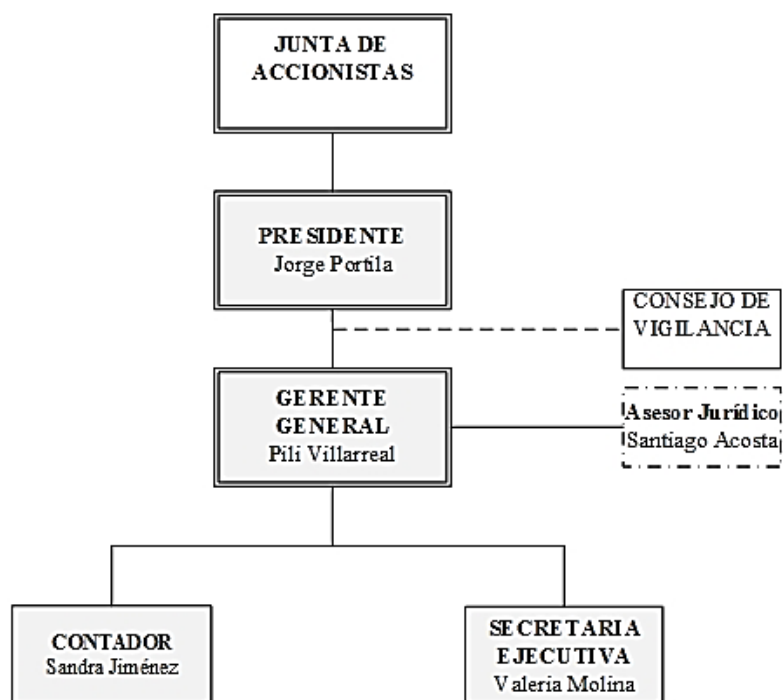 JUNTA DE
ACCIONISTAS
PRESIDENTE
Jorge Portila
CONSEJO DE
VIGILANCIA
GERENTE
GENERAL
Pili Villarreal
Asesor Jurídico
Santiago Acosta
CONTADOR
Sandra Jiménez
SECRETARIA
EJECUTIVA
Valeria Molina